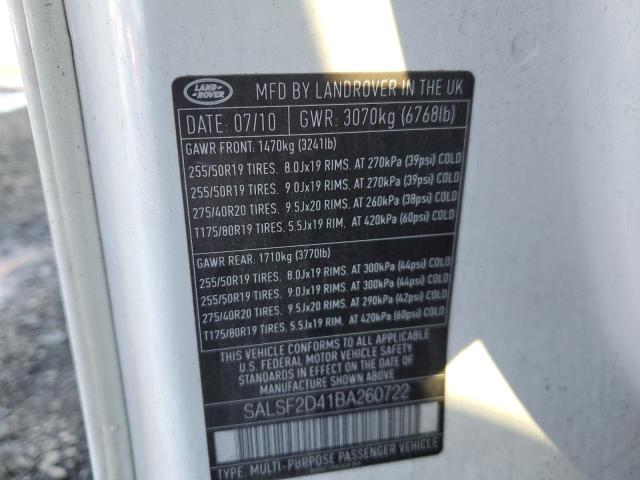 LAND
ROVER
MFD BY LANDROVER IN THE UK
DATE: 07/10 GWR: 3070kg (6768lb)
GAWR FRONT: 1470kg (3241lb)
255/50R19 TIRES. 8.0Jx19 RIMS. AT 270kPa (39psi) COLD
255/50R19 TIRES. 9.0Jx19 RIMS. AT 270kPa (39psi) COLD
275/40R20 TIRES. 9.5Jx20 RIMS. AT 260kPa (38psi) COLD
T175/80R19 TIRES. 5.5Jx19 RIM. AT 420kPa (60psi) COLD
GAWR REAR: 1710kg (3770lb)
255/50R19 TIRES. 8.0Jx19 RIMS. AT 300kPa (44psi) COLD
255/50R19 TIRES. 9.0Jx19 RIMS. AT 300kPa (44psi) COLD
275/40R20 TIRES. 9.5Jx20 RIMS. AT 290kPa (42psi) COLD
T175/80R19 TIRES. 5.5Jx19 RIM. AT 420kPa (60psi) COLD
THIS VEHICLE CONFORMS TO ALL APPLICABLE
U.S. FEDERAL MOTOR VEHICLE SAFETY
STANDARDS IN EFFECT ON THE DATE OF
MANUFACTURE SHOWN ABOVE.
SALSF2D41BA260722
TYPE: MULTI-PURPOSE PASSENGER VEHICLE